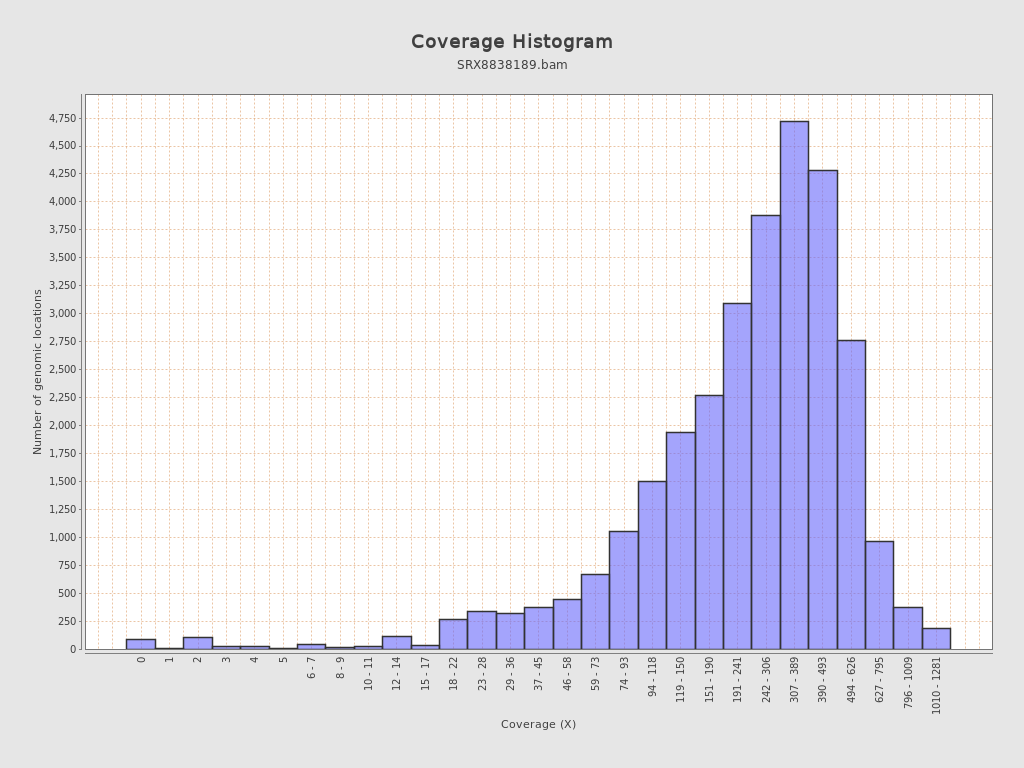 Coverage Histogram
SRX8838189.bam
Number of genomic locations
4,750
4,500
4,250
4,000
3,750
3,500
3,250
3,000
2,750
2,500
2,250
2,000
1,750
1,500
1,250
1,000
750
500
250
0
0
1
2
3
4
5
6 - 7
8 - 9
10 - 11
12 - 14
15 - 17
18 - 22
23 - 28
29 - 36
37 - 45
46 - 58
59 - 73
74 - 93
94 - 118
119 - 150
151 - 190
191 - 241
242 - 306
307 - 389
390 - 493
494 - 626
627 - 795
796 - 1009
1010 - 1281
Coverage (X)